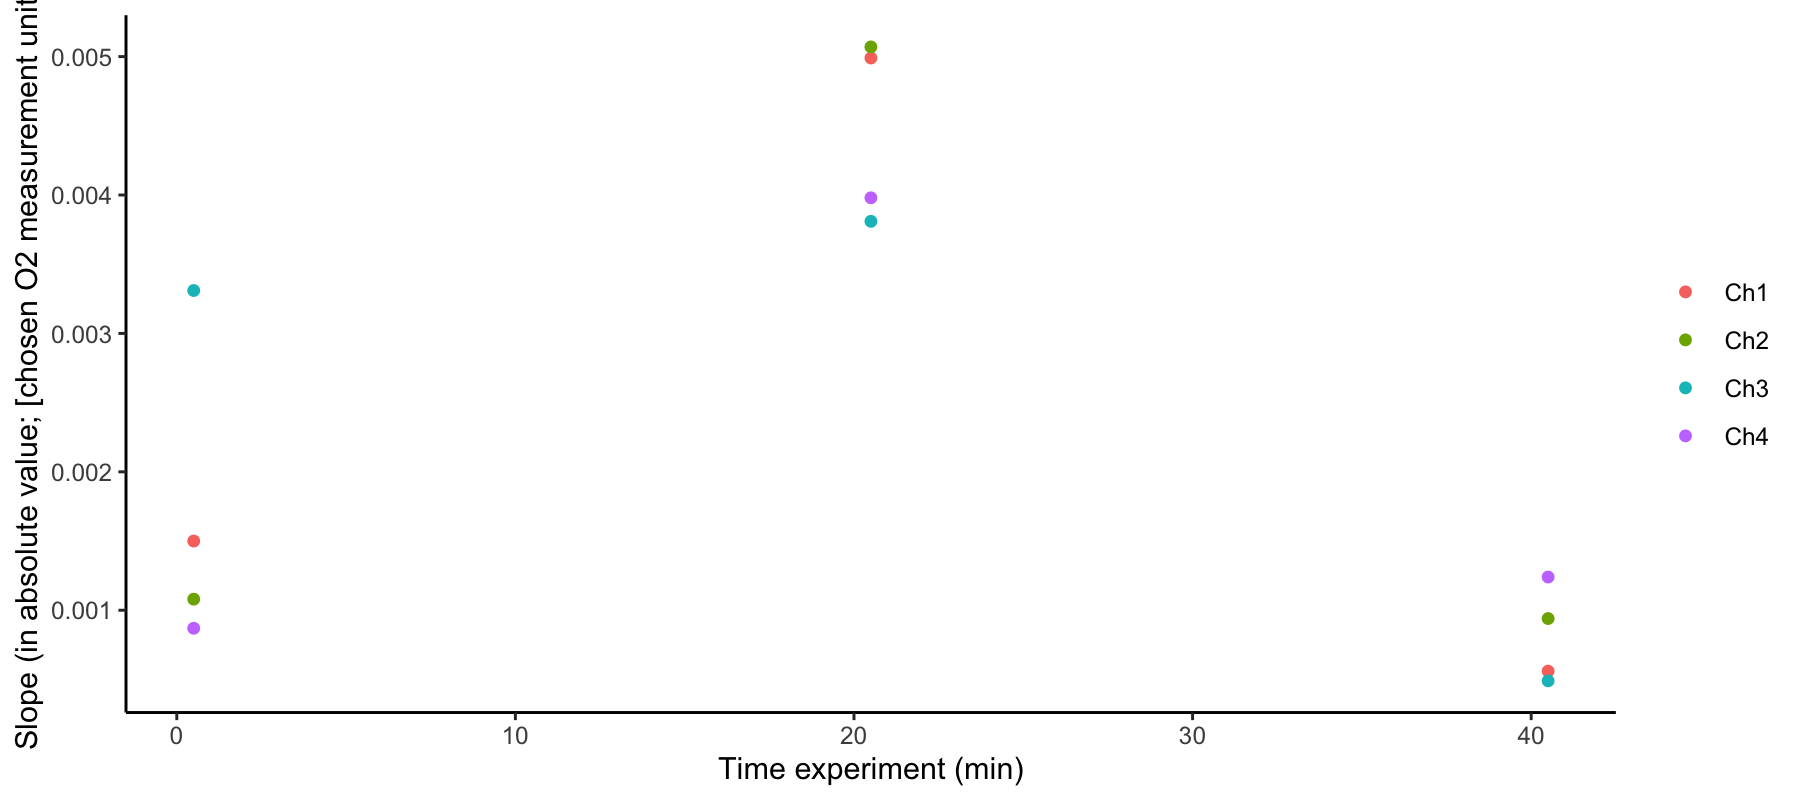 Slope (in absolute value; [chosen O2 measurement unit
0.005
0.004
0.003
0.002
0.001
0
10
20
30
40
Time experiment (min)
Ch1
Ch2
Ch3
Ch4